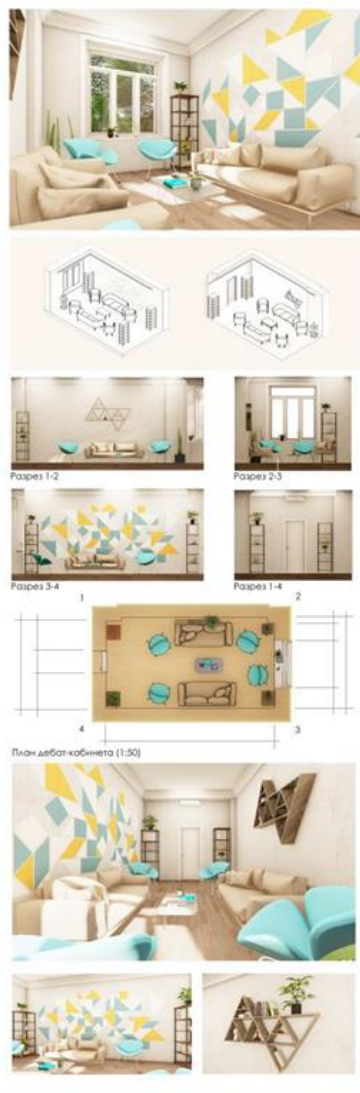 Разрез 1-2
Разрез 2-3
Разрез 3-4
Разрез 1-4
1
2
4
3
План дебат-кабинета (1:50)